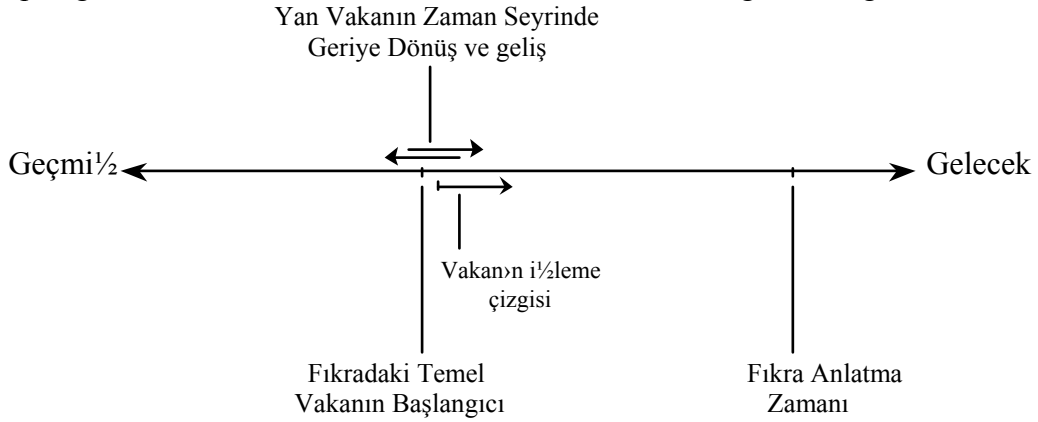 Yan Vakanın Zaman Seyrinde
Geriye Dönüş ve geliş
Geçmi½
Gelecek
Vakan›n i½leme
çizgisi
Fıkradaki Temel
Vakanın Başlangıcı
Fıkra Anlatma
Zamanı